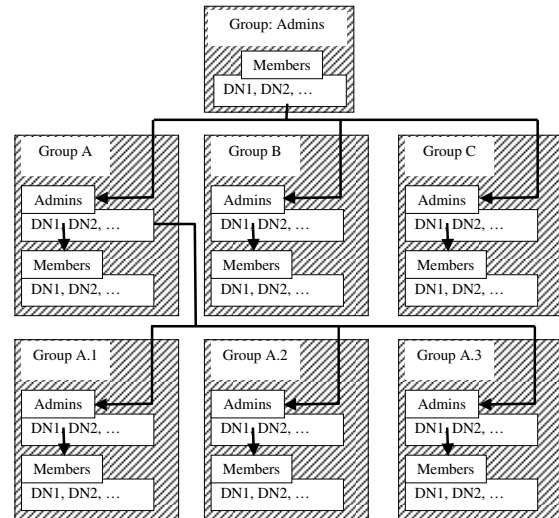 Group: Admins
Members
DN1, DN2, …
Group A
Group B
Group C
Admins
Admins
Admins
DN1, DN2, …
DN1, DN2, …
DN1, DN2, …
Members
Members
Members
DN1, DN2, …
DN1, DN2, …
DN1, DN2, …
Group A.1
Group A.2
Group A.3
Admins
Admins
Admins
DN1, DN2, …
DN1, DN2, …
DN1, DN2, …
Members
Members
Members
DN1, DN2, …
DN1, DN2, …
DN1, DN2, …